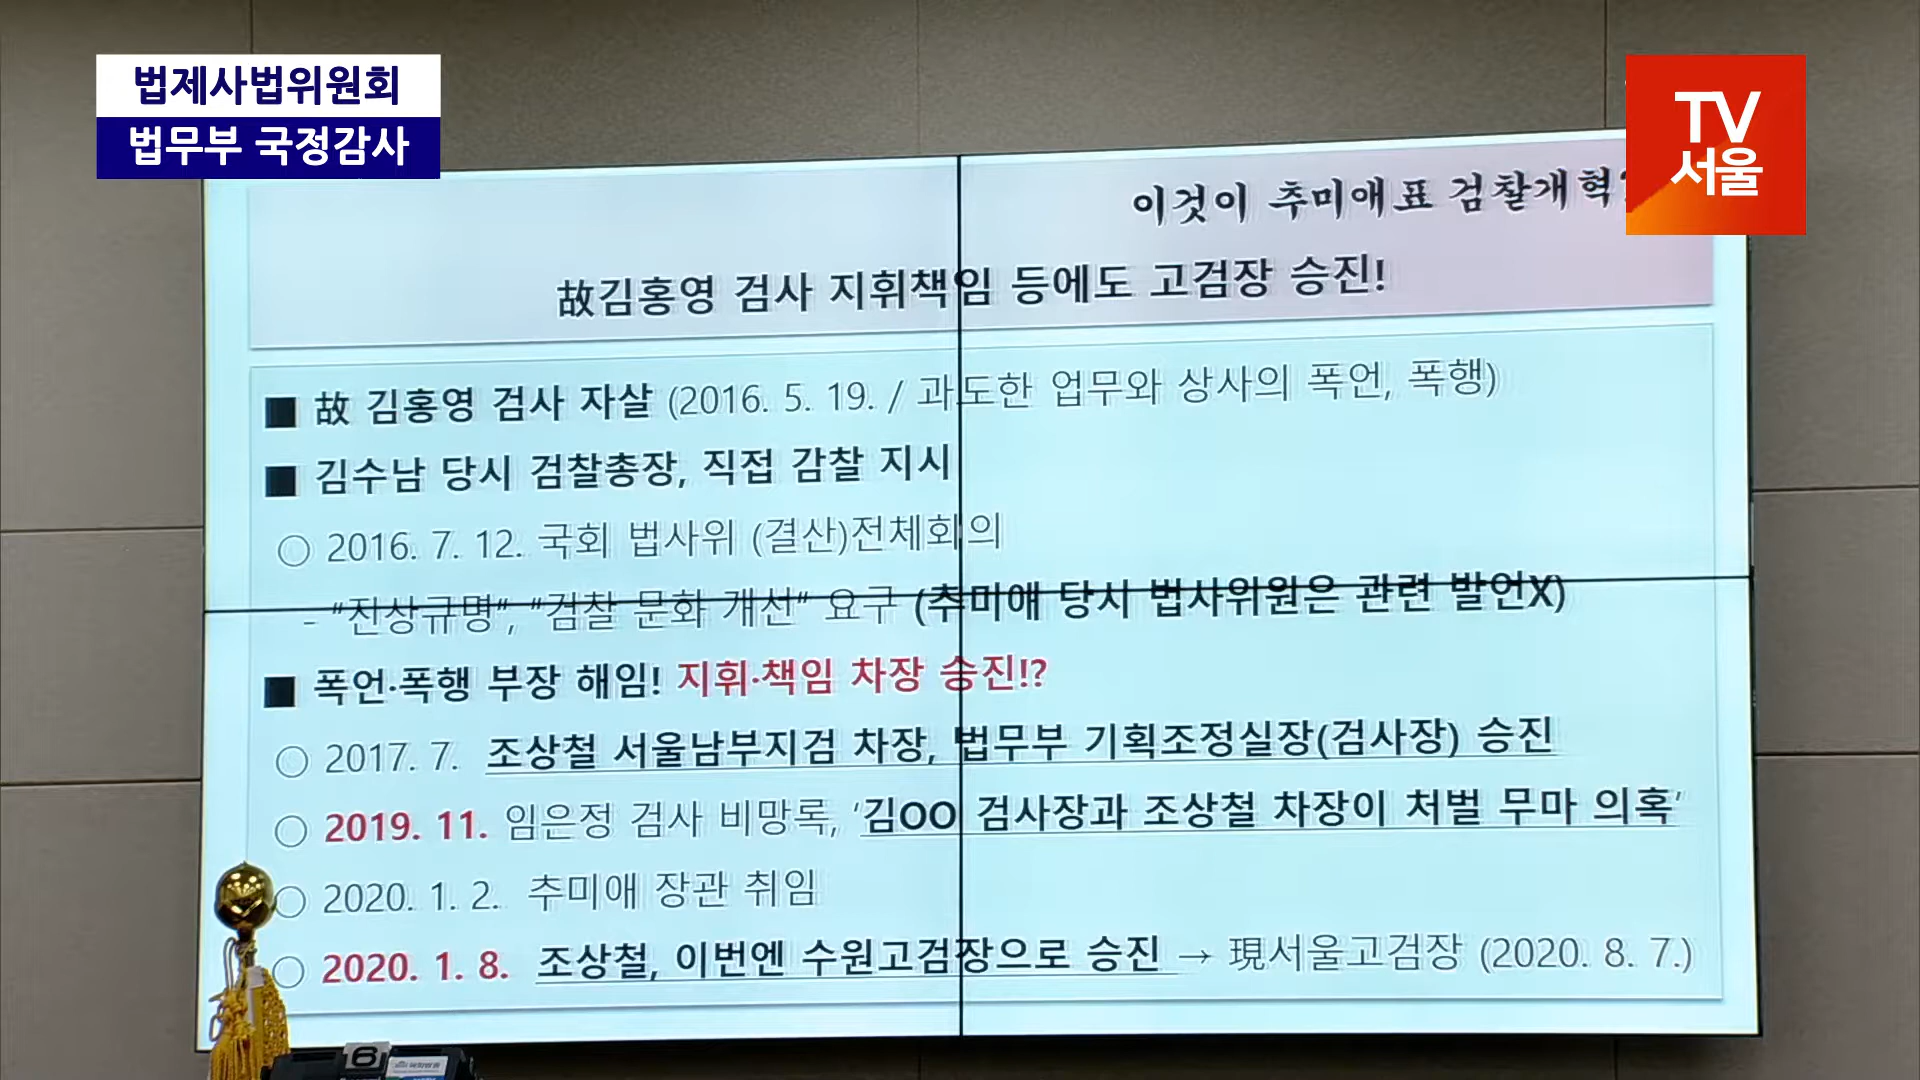 법제사법위원회
법무부 국정감사
TV
서울
이것이 추미애표 검찰개혁?
故김홍영 검사 지휘책임 등에도 고검장 승진!
■ 故 김홍영 검사 자살 (2016. 5. 19. / 과도한 업무와 상사의 폭언, 폭행)
■ 김수남 당시 검찰총장, 직접 감찰 지시
○ 2016. 7. 12. 국회 법사위 (결산)전체회의
- "진상규명", "검찰 문화 개선" 요구 (추미애 당시 법사위원은 관련 발언X)
■ 폭언·폭행 부장 해임! 지휘·책임 차장 승진!?
○ 2017. 7. 조상철 서울남부지검 차장, 법무부 기획조정실장(검사장) 승진
○ 2019. 11. 임은정 검사 비망록, '김OO 검사장과 조상철 차장이 처벌 무마 의혹'
○ 2020. 1. 2. 추미애 장관 취임
○ 2020. 1. 8. 조상철, 이번엔 수원고검장으로 승진 → 現서울고검장 (2020. 8. 7.)
6